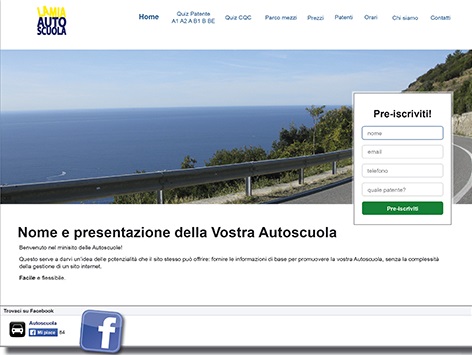 LA MIA
AUTO
SCUOLA
Home
Quiz Patente
A1 A2 A B1 B BE
Quiz CQC
Parco mezzi
Prezzi
Patenti
Orari
Chi siamo
Contatti
Pre-iscriviti!
nome
email
telefono
quale patente?
Pre-iscriviti
Nome e presentazione della Vostra Autoscuola
Benvenuto nel minisito delle Autoscuole!
Questo serve a darvi un'idea delle potenzialità che il sito stesso può offrire: fornire le informazioni di base per promuovere la vostra Autoscuola, senza la complessità
della gestione di un sito internet.
Facile e flessibile.
Trovaci su Facebook
Autoscuola
Mi piace 64